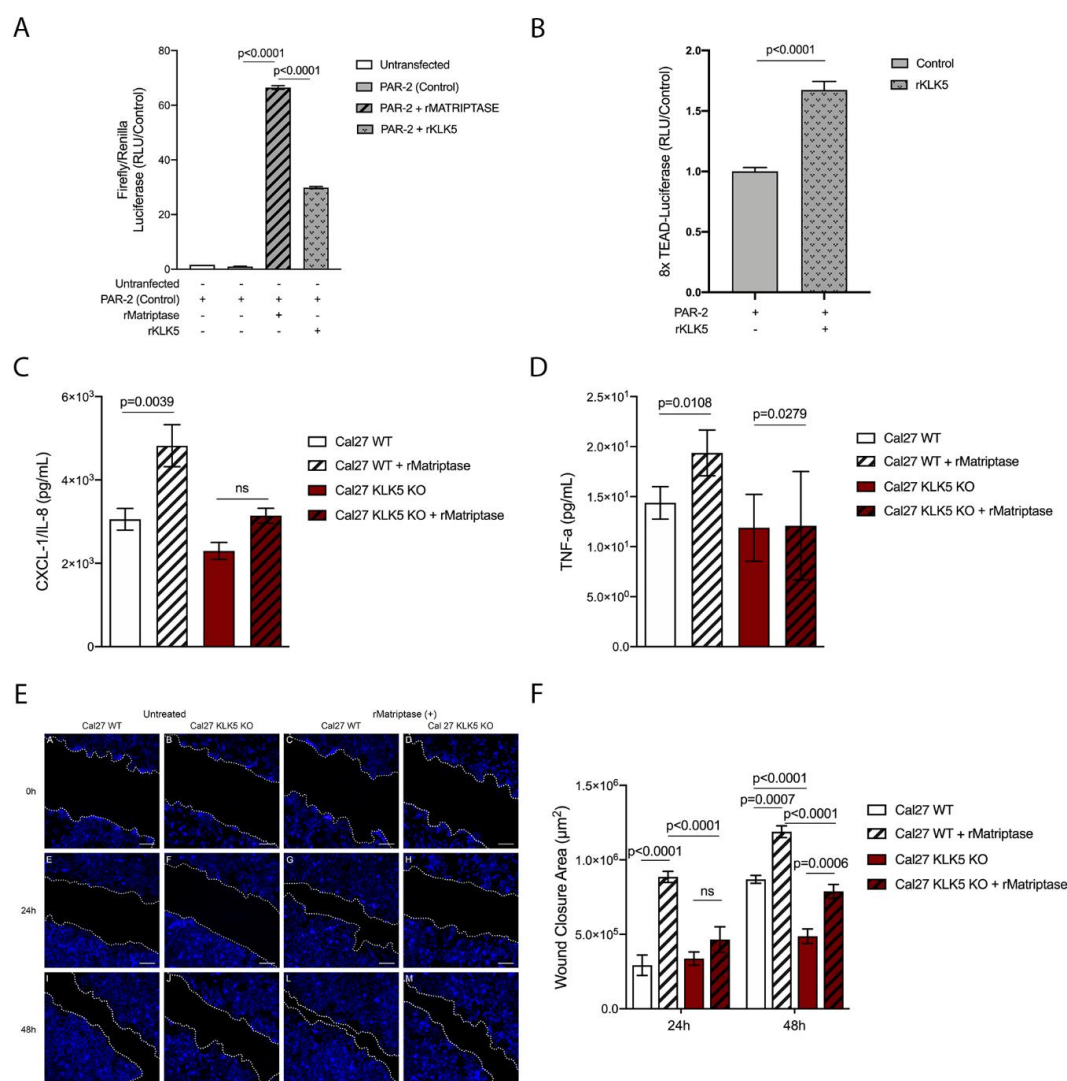 A
p<0.0001
p<0.0001
80
60
40
20
0
Firefly/Renilla
Luciferase (RLU/Control)
Untransfected
PAR-2 (Control)
PAR-2 + rMATRIPTASE
PAR-2 + rKLK5
Untranfected - - - -
PAR-2 (Control) + + + +
rMatriptase - - + -
rKLK5 - - - +
B
p<0.0001
2.0
1.5
1.0
0.5
0.0
8x TEAD-Luciferase (RLU/Control)
Control
rKLK5
PAR-2 + +
rKLK5 - +
C
p=0.0039
ns
6×10³
4×10³
2×10³
0
CXCL-1/IL-8 (pg/mL)
Cal27 WT
Cal27 WT + rMatriptase
Cal27 KLK5 KO
Cal27 KLK5 KO + rMatriptase
D
p=0.0108
p=0.0279
2.5×10¹
2.0×10¹
1.5×10¹
1.0×10¹
5.0×10⁰
0.0
TNF-a (pg/mL)
Cal27 WT
Cal27 WT + rMatriptase
Cal27 KLK5 KO
Cal27 KLK5 KO + rMatriptase
E
Untreated rMatriptase (+)
Cal27 WT Cal27 KLK5 KO Cal27 WT Cal 27 KLK5 KO
0h
A B C D
24h
E F G H
48h
I J L M
F
p<0.0001
p=0.0007
p<0.0001
p<0.0001
p<0.0001
p=0.0006
ns
1.5×10⁶
1.0×10⁶
5.0×10⁵
0.0
Wound Closure Area (µm²)
24h 48h
Cal27 WT
Cal27 WT + rMatriptase
Cal27 KLK5 KO
Cal27 KLK5 KO + rMatriptase